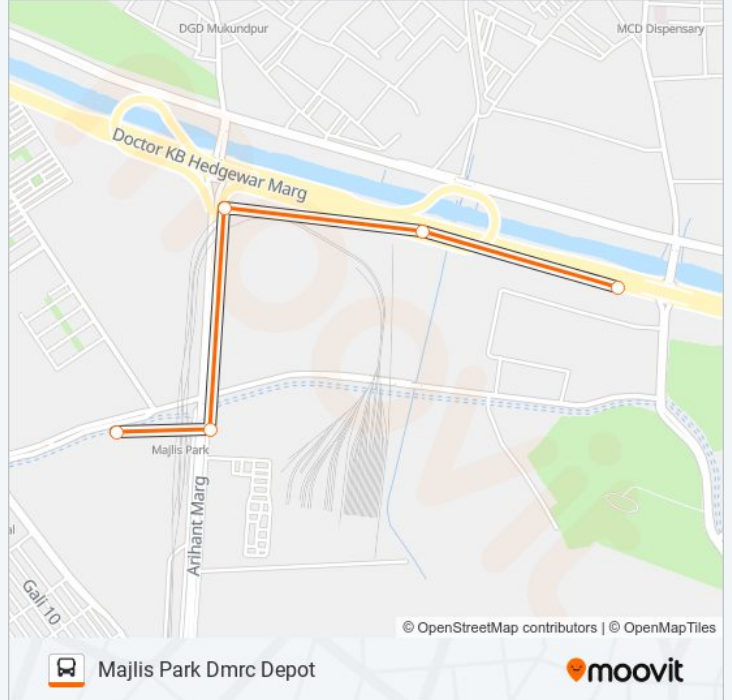 DGD Mukundpur
MCD Dispensary
Doctor KB Hedgewar Marg
Majlis Park
Arihant Marg
al
Gali 10
© OpenStreetMap contributors | © OpenMapTiles
Majlis Park Dmrc Depot
moovit